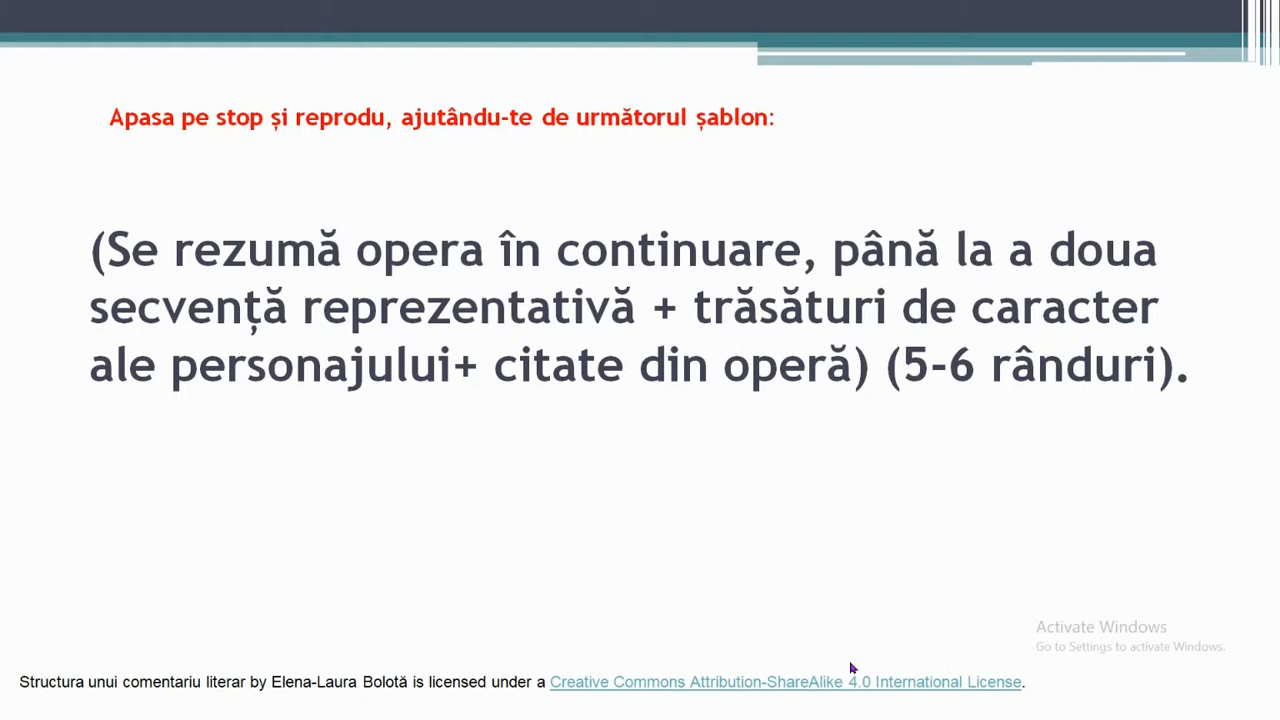 Apasa pe stop și reprodu, ajutându-te de următorul șablon:
(Se rezumă opera în continuare, până la a doua
secvență reprezentativă + trăsături de caracter
ale personajului+ citate din operă) (5-6 rânduri).
Activate Windows
Go to Settings to activate Windows.
Structura unui comentariu literar by Elena-Laura Bolotă is licensed under a Creative Commons Attribution-ShareAlike 4.0 International License.